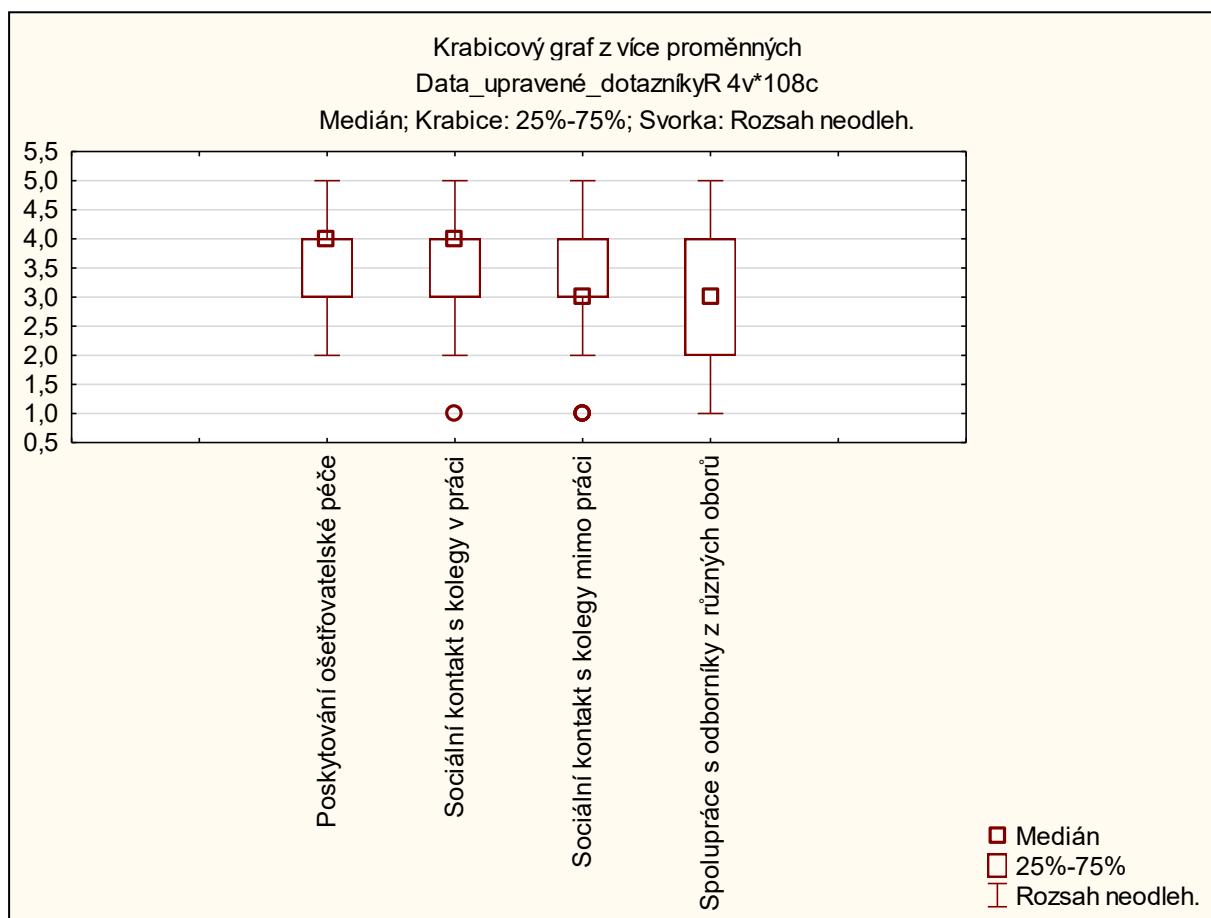 Krabicový graf z více proměnných
Data_upravené_dotazníkyR 4v*108c
Medián; Krabice: 25%-75%; Svorka: Rozsah neodleh.
5,5
5,0
4,5
4,0
3,5
3,0
2,5
2,0
1,5
1,0
0,5
Poskytování ošetřovatelské péče
Sociální kontakt s kolegy v práci
Sociální kontakt s kolegy mimo práci
Spolupráce s odborníky z různých oborů
Medián
25%-75%
Rozsah neodleh.